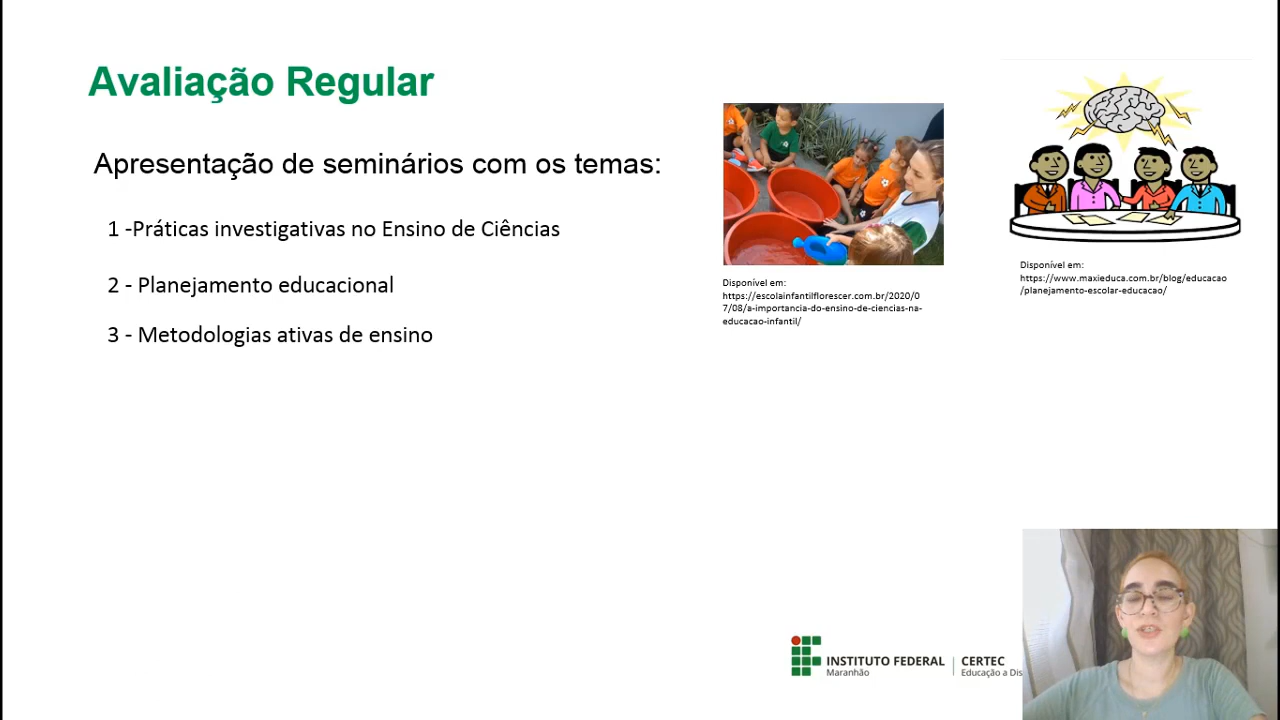 Avaliação Regular
Apresentação de seminários com os temas:
1 -Práticas investigativas no Ensino de Ciências
2 - Planejamento educacional
3 - Metodologias ativas de ensino
Disponível em:
https://escolainfantilflorescer.com.br/2020/0
7/08/a-importancia-do-ensino-de-ciencias-na-
educacao-infantil/
Disponível em:
https://www.maxieduca.com.br/blog/educacao
/planejamento-escolar-educacao/
INSTITUTO FEDERAL
Maranhão
CERTEC
Educação a Dis